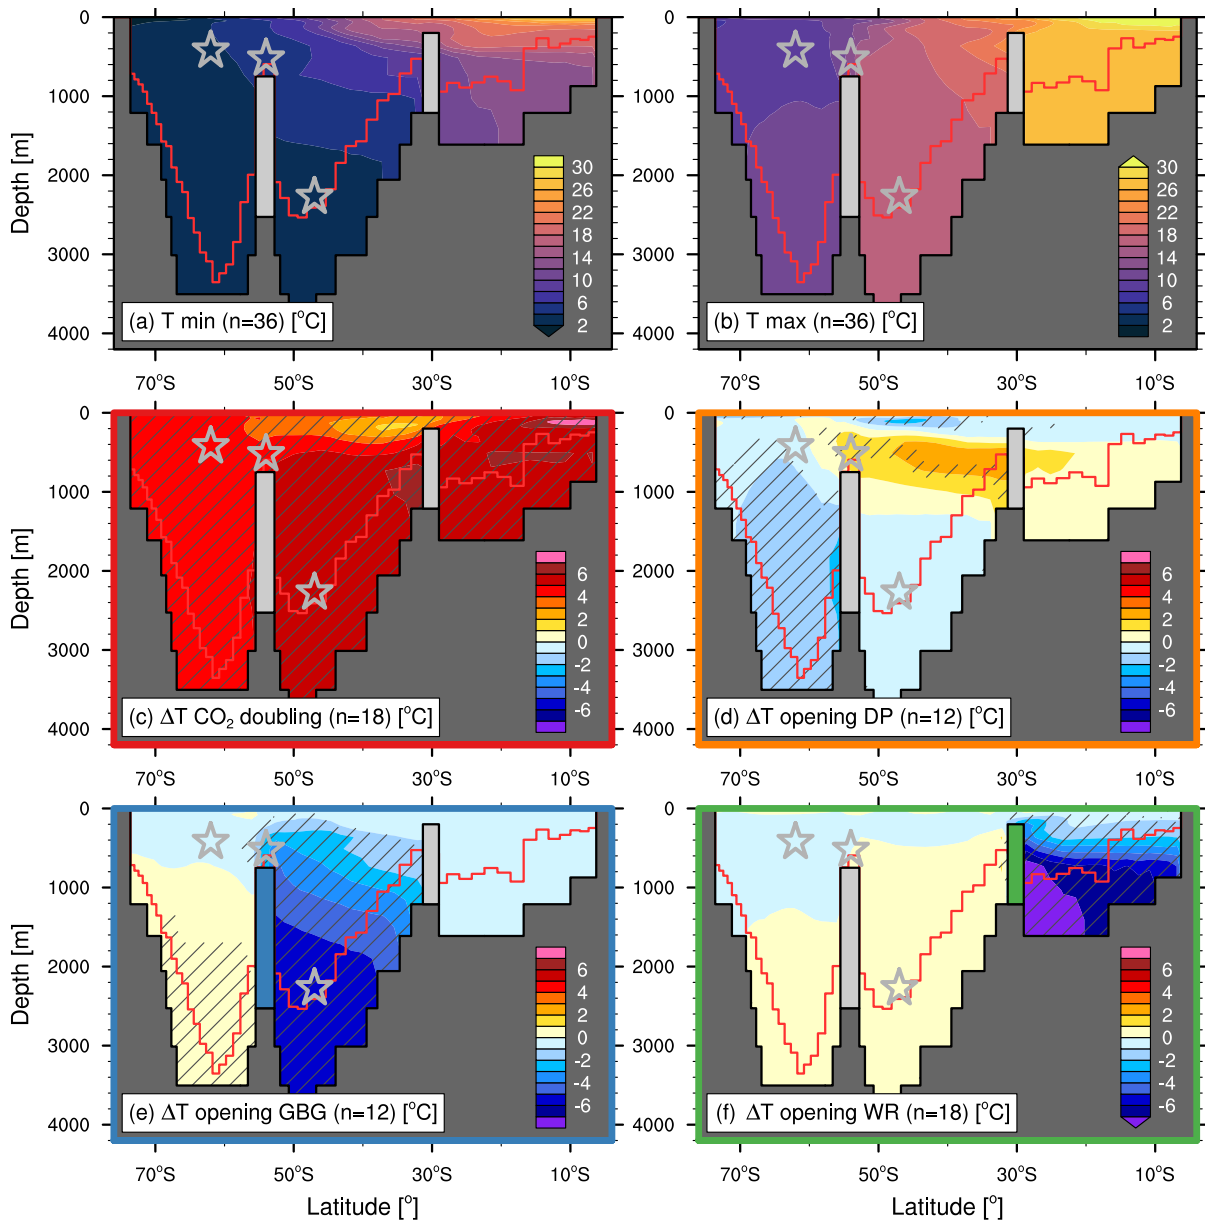 0
1000
2000
3000
4000
Depth [m]
30
26
22
18
14
10
6
2
(a) T min (n=36) [°C]
70°S
50°S
30°S
10°S
0
1000
2000
3000
4000
Depth [m]
30
26
22
18
14
10
6
2
(b) T max (n=36) [°C]
70°S
50°S
30°S
10°S
0
1000
2000
3000
4000
Depth [m]
6
4
2
0
-2
-4
-6
(c) ΔT CO₂ doubling (n=18) [°C]
70°S
50°S
30°S
10°S
0
1000
2000
3000
4000
Depth [m]
6
4
2
0
-2
-4
-6
(d) ΔT opening DP (n=12) [°C]
70°S
50°S
30°S
10°S
0
1000
2000
3000
4000
Depth [m]
6
4
2
0
-2
-4
-6
(e) ΔT opening GBG (n=12) [°C]
70°S
50°S
30°S
10°S
Latitude [°]
0
1000
2000
3000
4000
Depth [m]
6
4
2
0
-2
-4
-6
(f) ΔT opening WR (n=18) [°C]
70°S
50°S
30°S
10°S
Latitude [°]